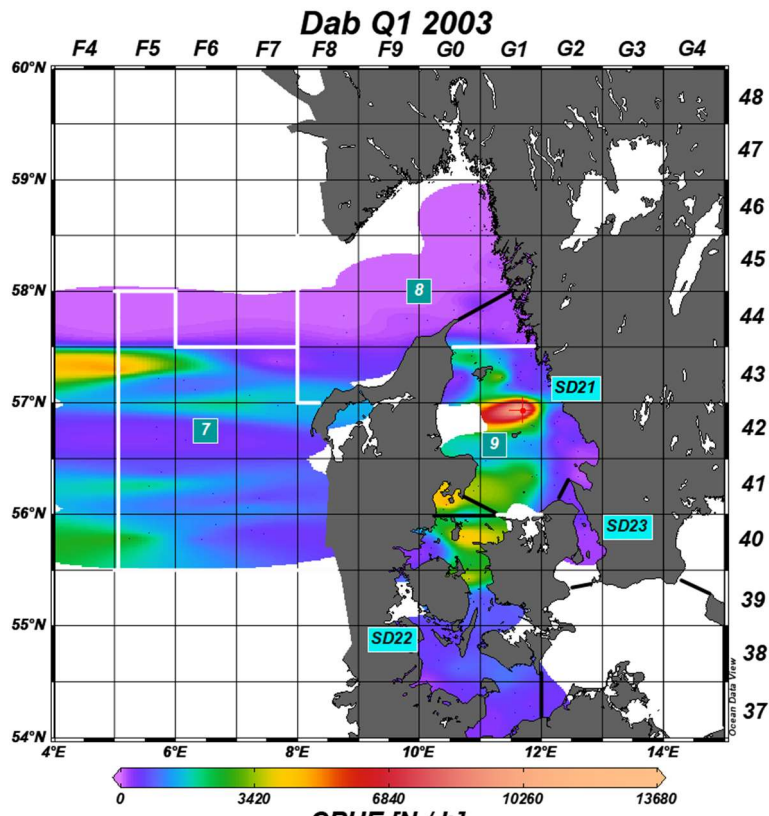 Dab Q1 2003
F4 F5 F6 F7 F8 F9 G0 G1 G2 G3 G4
60°N
48
47
59°N
46
45
58°N
8
44
43
SD21
57°N
42
7
9
41
56°N
SD23
40
39
55°N
SD22
38
37
Ocean Data View
54°N
4°E 6°E 8°E 10°E 12°E 14°E
0 3420 6840 10260 13680
CPUE [N / h]